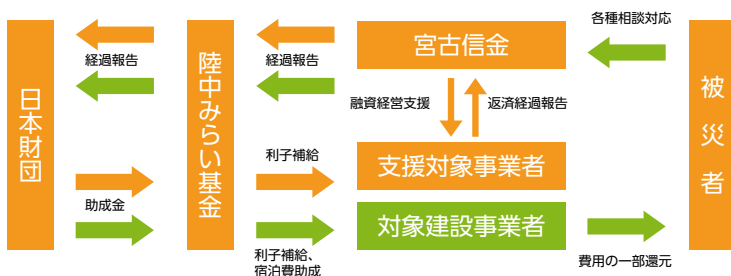 日本財団
経過報告
助成金
陸中みらい基金
経過報告
利子補給
利子補給、
宿泊費助成
宮古信金
融資経営支援
返済経過報告
支援対象事業者
対象建設事業者
各種相談対応
費用の一部還元
被災者